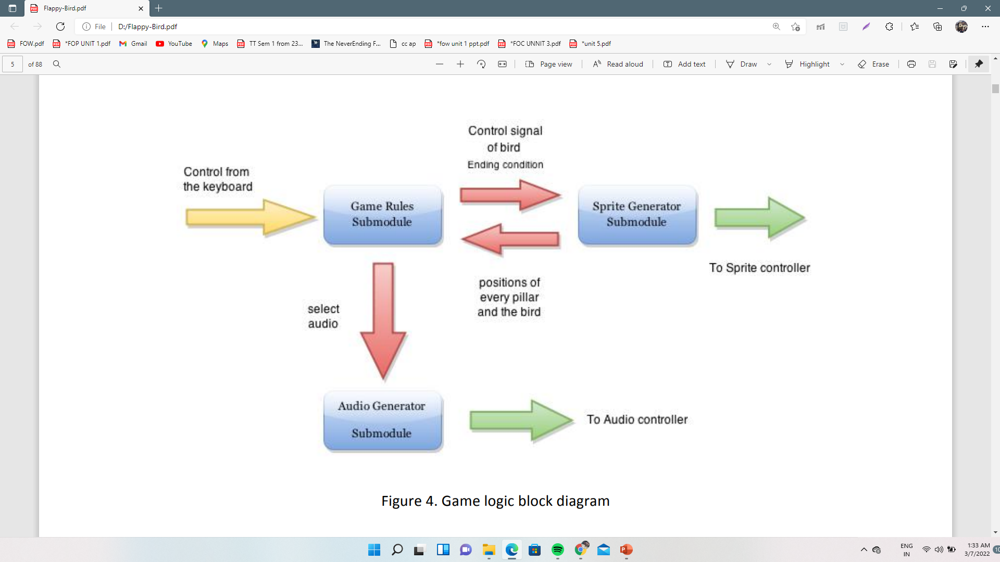 Flappy-Bird.pdf
File D:/Flappy-Bird.pdf
FOW.pdf *FOP UNIT 1.pdf Gmail YouTube Maps TT Sem 1 from 23... The NeverEnding F... cc ap *fow unit 1 ppt.pdf *FOC UNNIT 3.pdf *unit 5.pdf
5 of 88 Page view Read aloud Add text Draw Highlight Erase
Control signal
of bird
Ending condition
Control from
the keyboard
Game Rules
Submodule
Sprite Generator
Submodule
To Sprite controller
positions of
every pillar
and the bird
select
audio
Audio Generator
Submodule
To Audio controller
Figure 4. Game logic block diagram
ENG
IN
1:33 AM
3/7/2022